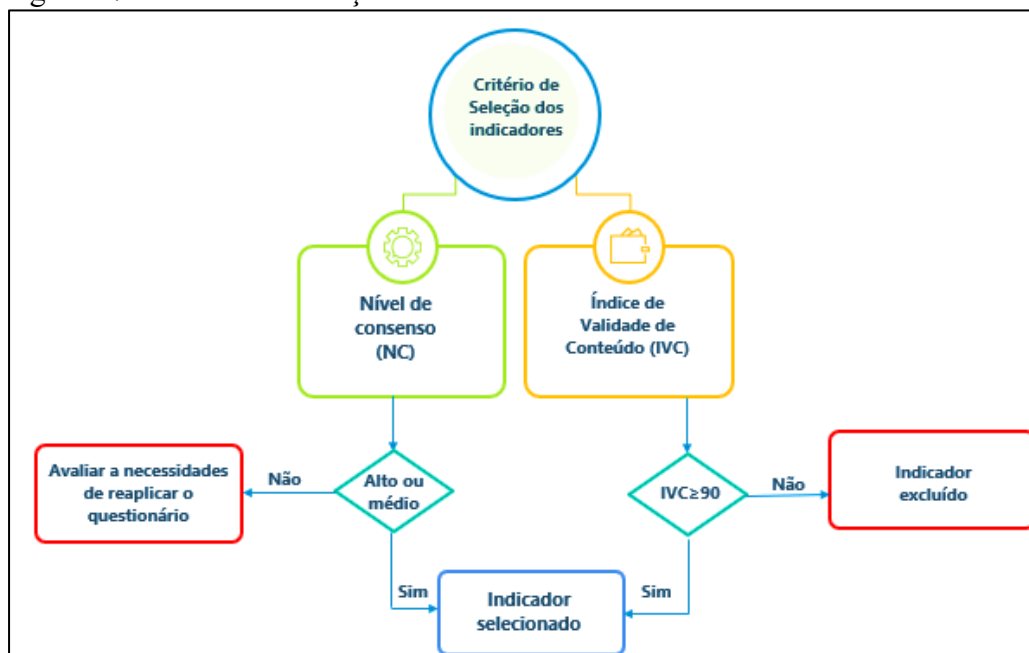 Critério de
Seleção dos
indicadores
Nível de
consenso
(NC)
Índice de
Validade de
Conteúdo (IVC)
Avaliar a necessidades
de reaplicar o
questionário
Não
Alto ou
médio
IVC≥90
Não
Indicador
excluído
Sim
Indicador
selecionado
Sim